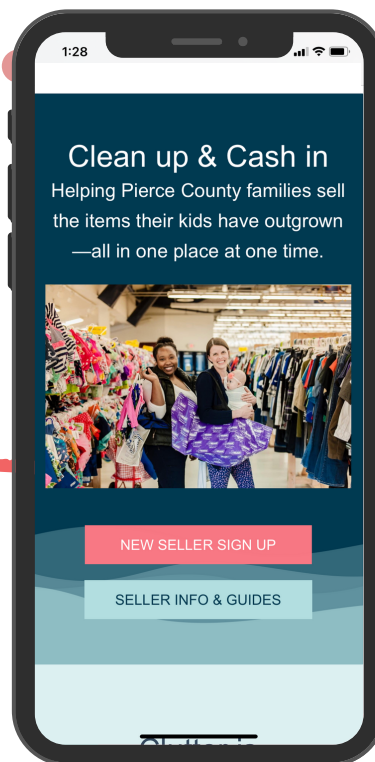 1:28
Clean up & Cash in
Helping Pierce County families sell
the items their kids have outgrown
—all in one place at one time.
NEW SELLER SIGN UP
SELLER INFO & GUIDES